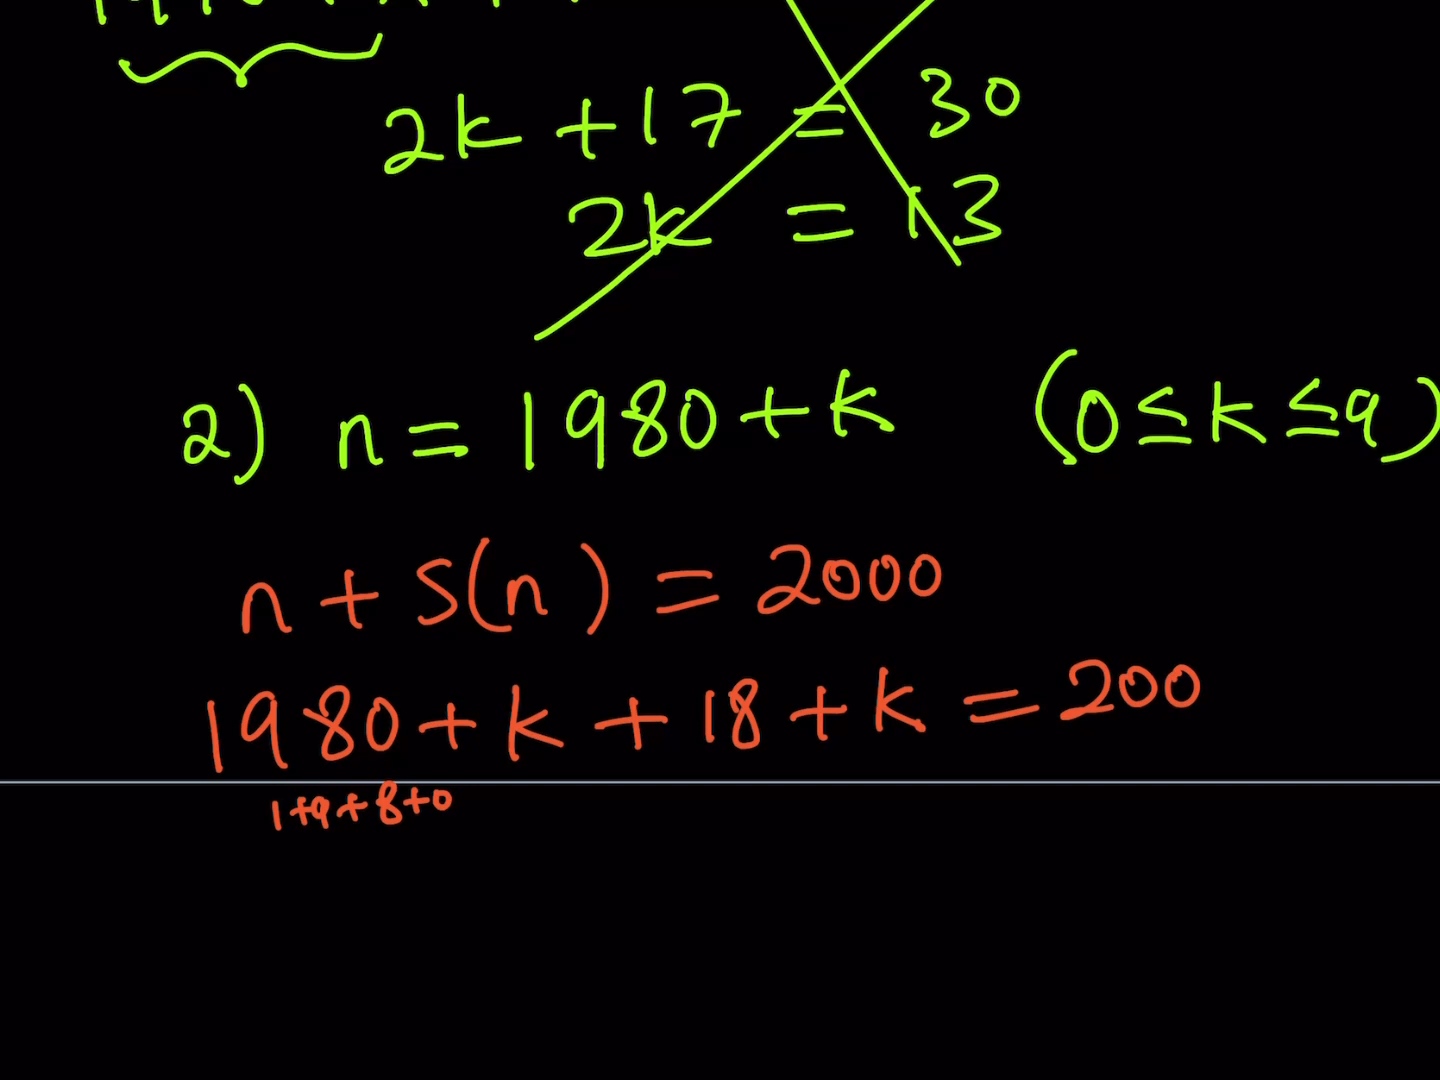 2k + 17 = 30
2k = 13
2) n = 1980 + k (0 ≤ k ≤ 9)
n + S(n) = 2000
1980 + k + 18 + k = 200
1+9+8+0